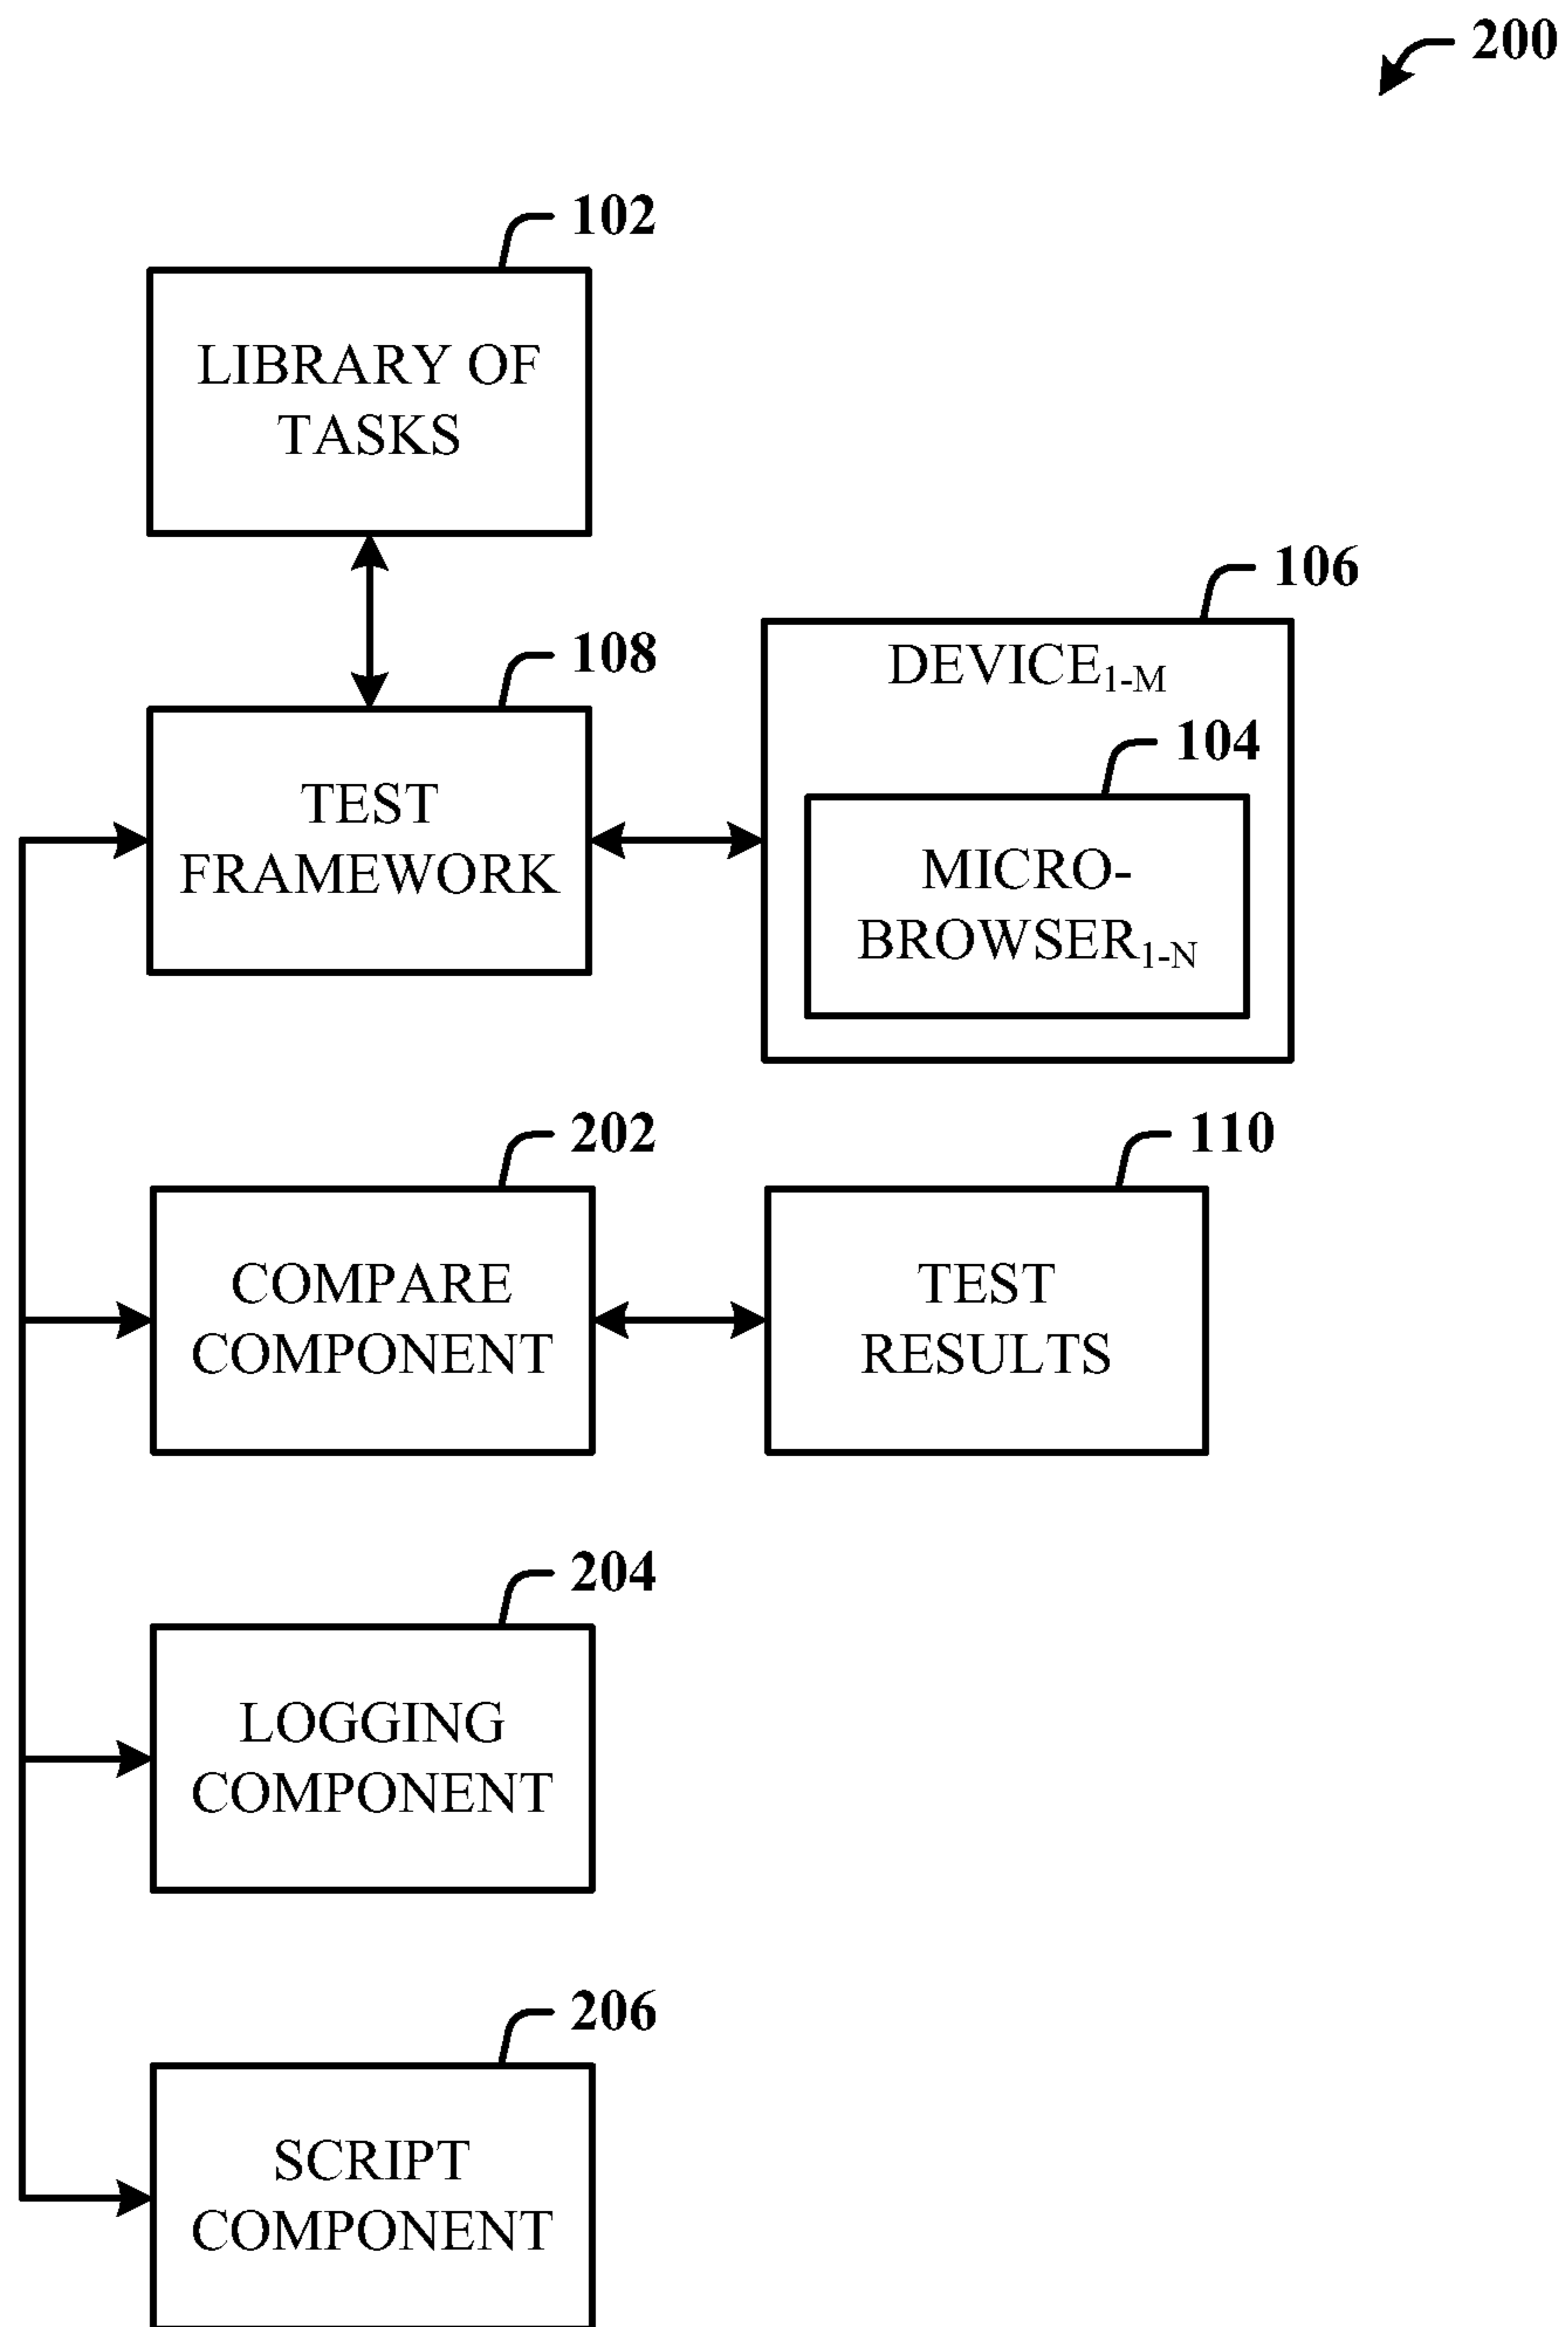 200
102
LIBRARY OF
TASKS
106
108
DEVICE1-M
104
TEST
FRAMEWORK
MICRO-
BROWSER1-N
202
110
COMPARE
COMPONENT
TEST
RESULTS
204
LOGGING
COMPONENT
206
SCRIPT
COMPONENT